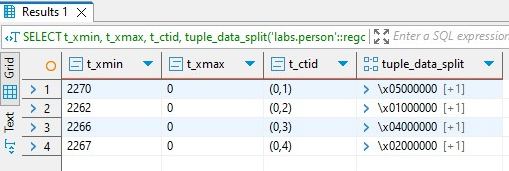 Results 1
SELECT t_xmin, t_xmax, t_ctid, tuple_data_split('labs.person'::regc
Enter a SQL expression
Grid
Text
t_xmin t_xmax t_ctid tuple_data_split
1 2270 0 (0,1) \x05000000 [+1]
2 2262 0 (0,2) \x01000000 [+1]
3 2266 0 (0,3) \x04000000 [+1]
4 2267 0 (0,4) \x02000000 [+1]